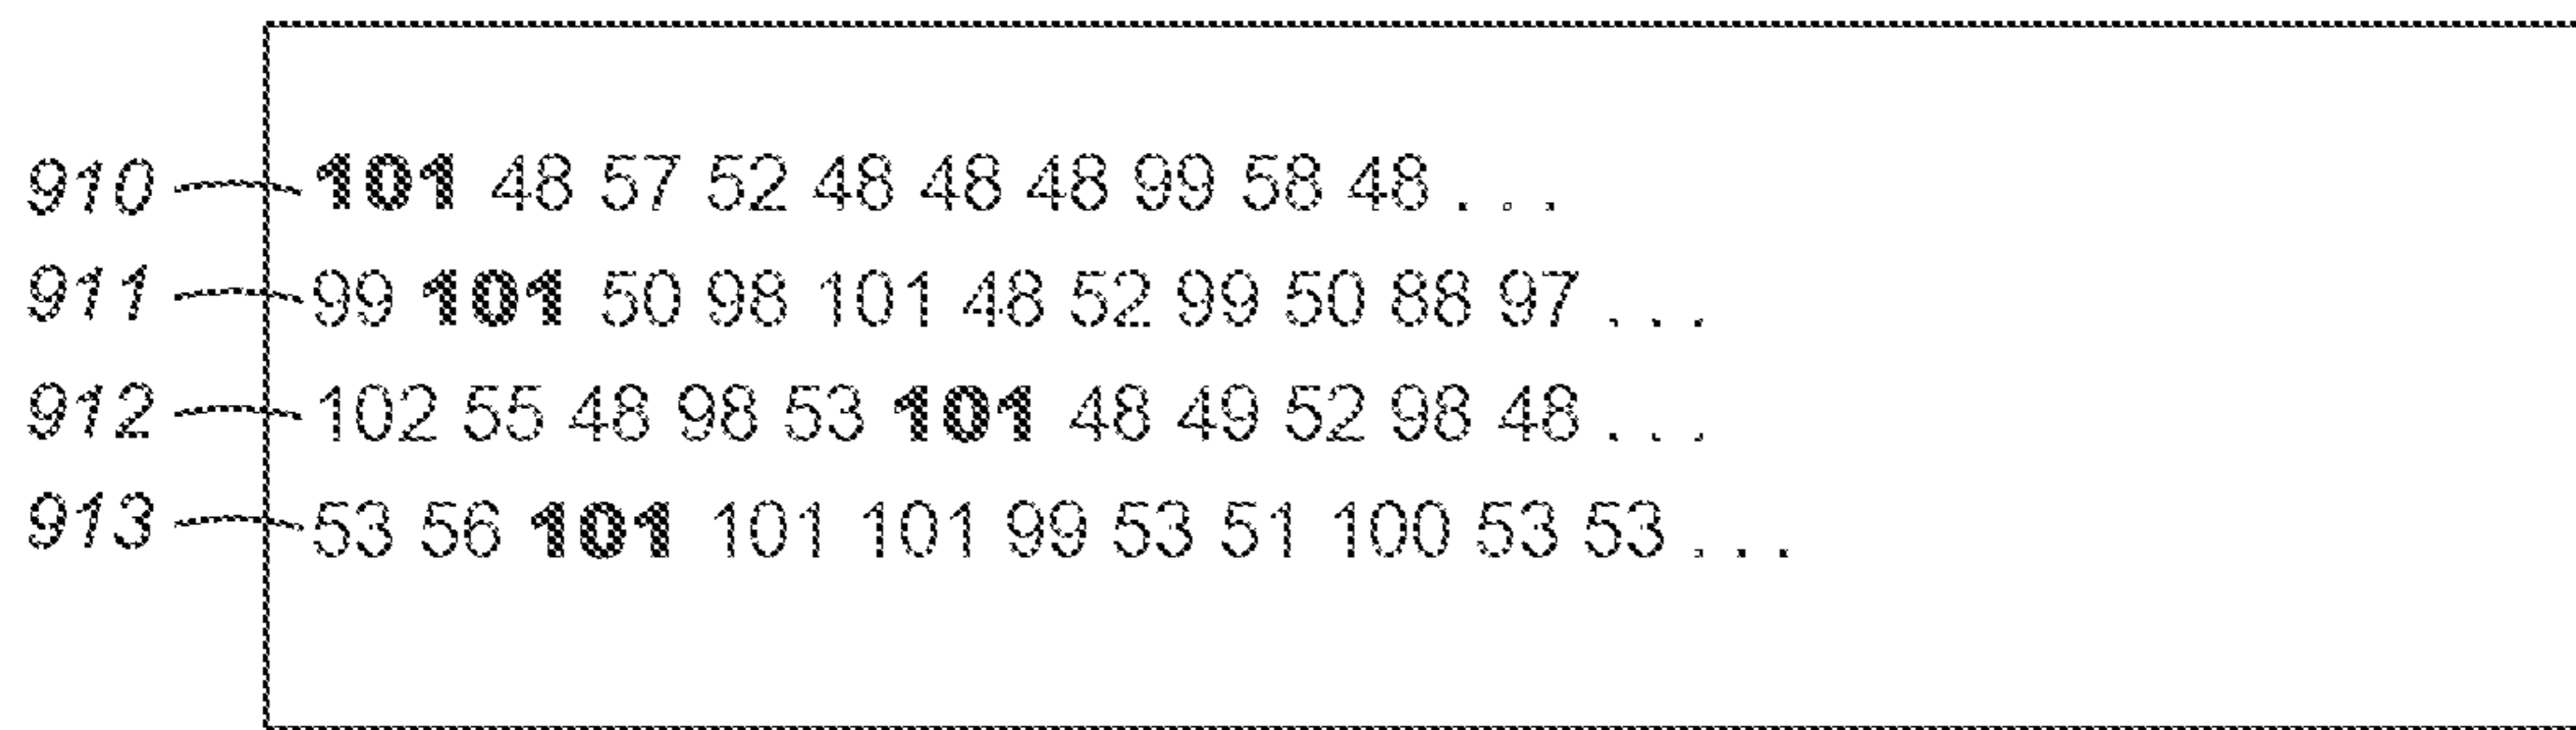 910 101 48 57 52 48 48 48 99 58 48 . . .
911 99 101 50 98 101 48 52 99 50 88 97 . . .
912 102 55 48 98 53 101 48 49 52 98 48 . . .
913 53 56 101 101 101 99 53 51 100 53 53 . . .